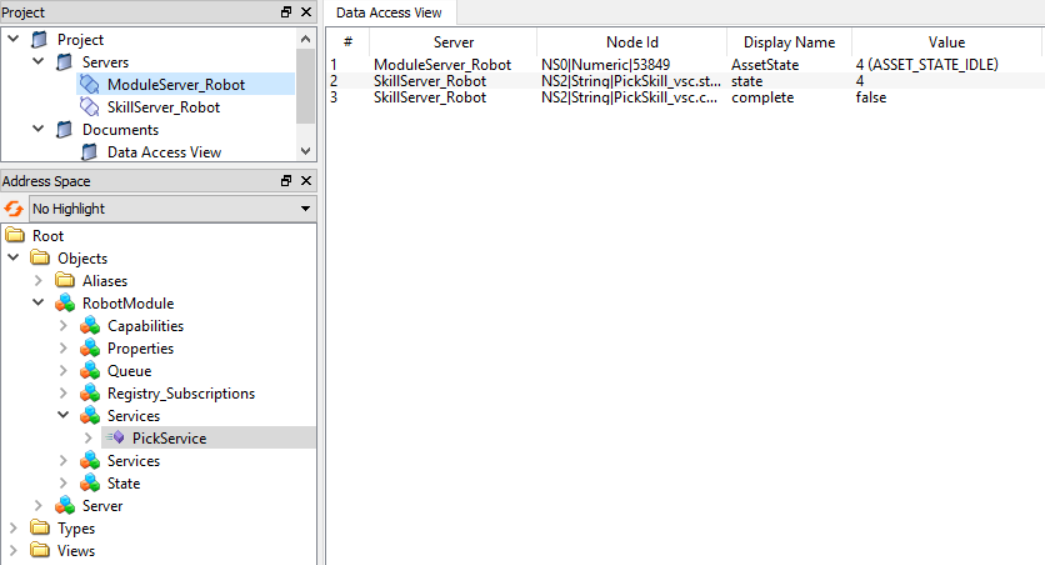 Project
Project
Servers
ModuleServer_Robot
SkillServer_Robot
Documents
Data Access View
Address Space
No Highlight
Root
Objects
Aliases
RobotModule
Capabilities
Properties
Queue
Registry_Subscriptions
Services
PickService
Services
State
Server
Types
Views
Data Access View
# Server Node Id Display Name Value
1 ModuleServer_Robot NS0|Numeric|53849 AssetState 4 (ASSET_STATE_IDLE)
2 SkillServer_Robot NS2|String|PickSkill_vsc.st... state 4
3 SkillServer_Robot NS2|String|PickSkill_vsc.c... complete false